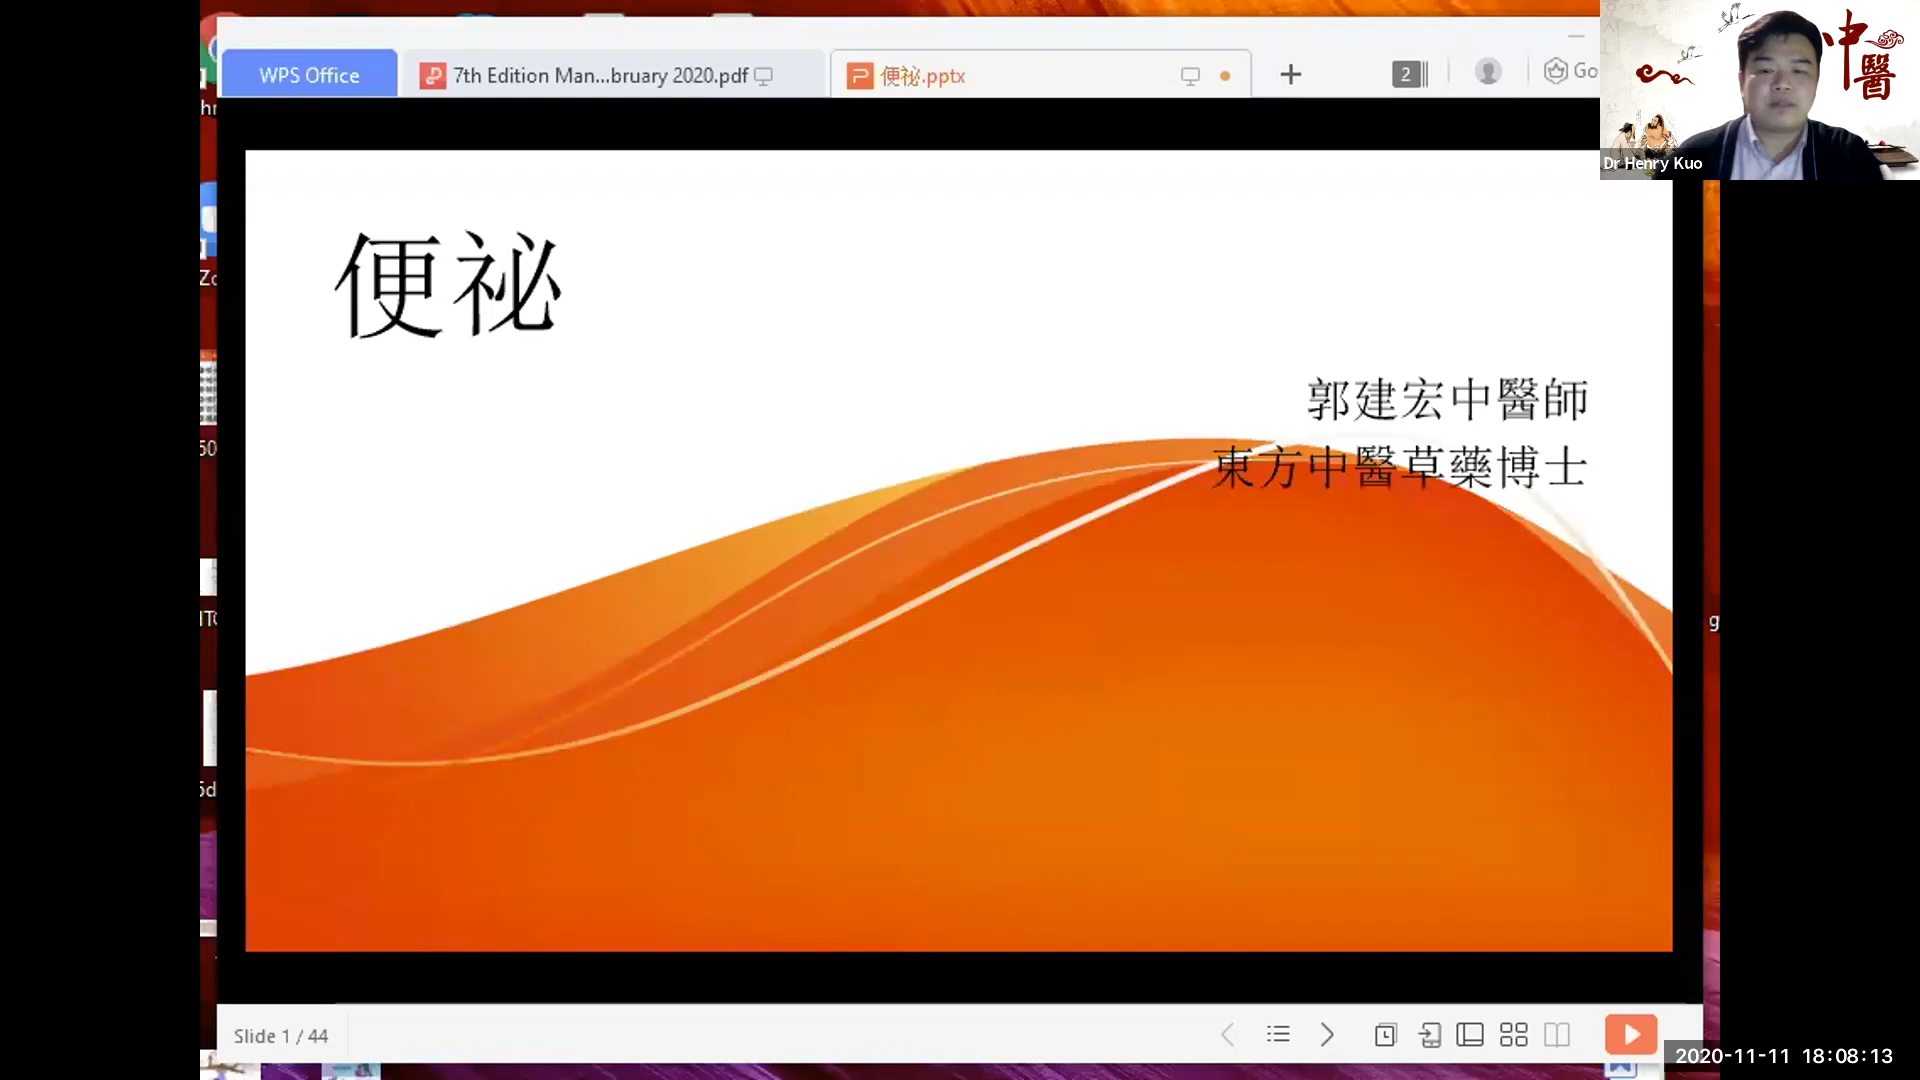 WPS Office
7th Edition Man...bruary 2020.pdf
便祕.pptx
2
Go
中醫
Dr Henry Kuo
便祕
郭建宏中醫師
東方中醫草藥博士
Slide 1 / 44
2020-11-11 18:08:13